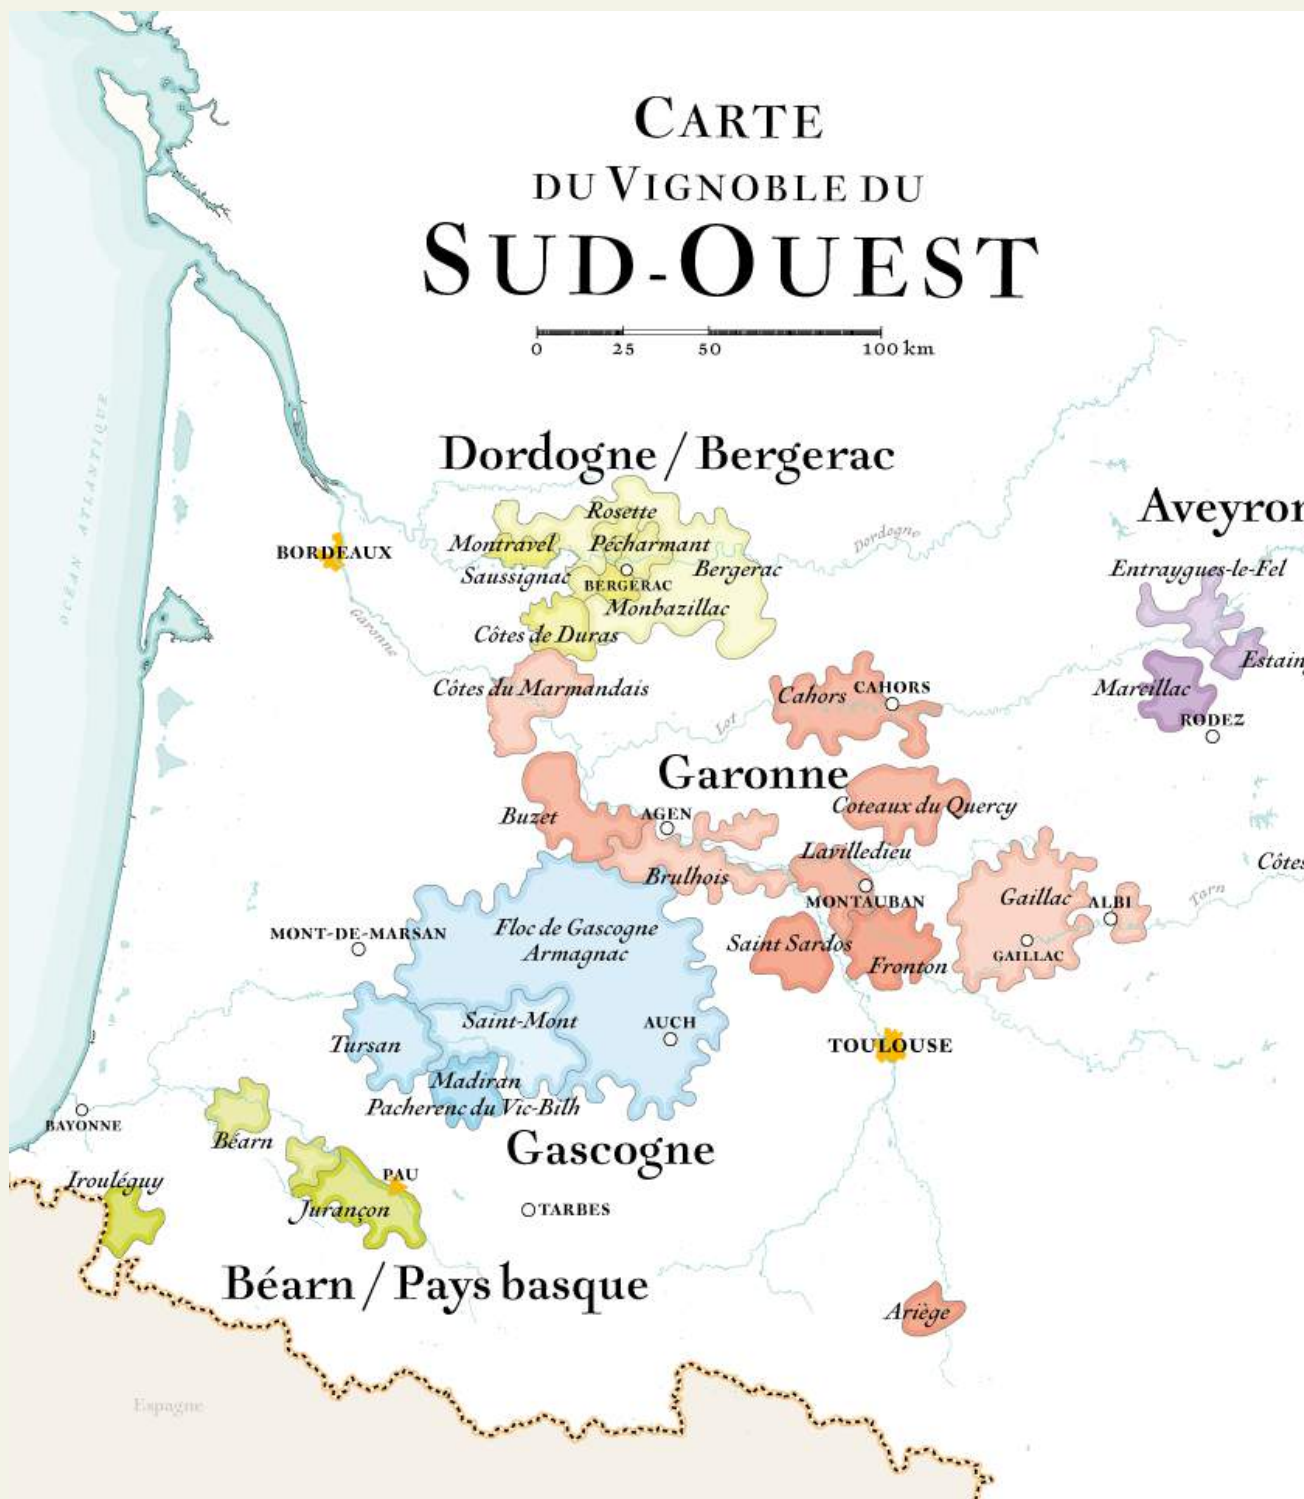 CARTE
DU VIGNOBLE DU
SUD-OUEST
0 25 50 100 km
OCÉAN ATLANTIQUE
Dordogne / Bergerac
Rosette
Montravel
Pécharmant
Dordogne
BORDEAUX
Saussignac
BERGERAC
Bergerac
Monbazillac
Garonne
Côtes de Duras
Aveyron
Entraygues-le-Fel
Estaing
Marcillac
RODEZ
Côtes du Marmandais
Cahors
CAHORS
Lot
Garonne
Buzet
AGEN
Coteaux du Quercy
Lavilledieu
Brulhois
MONTAUBAN
Gaillac
ALBI
Tarn
Côtes
GAILLAC
MONT-DE-MARSAN
Floc de Gascogne
Armagnac
Saint Sardos
Fronton
Tursan
Saint-Mont
AUCH
TOULOUSE
Madiran
Pacherenc du Vic-Bilh
BAYONNE
Béarn
Gascogne
Irouléguy
PAU
Jurançon
TARBES
Béarn / Pays basque
Ariège
Espagne